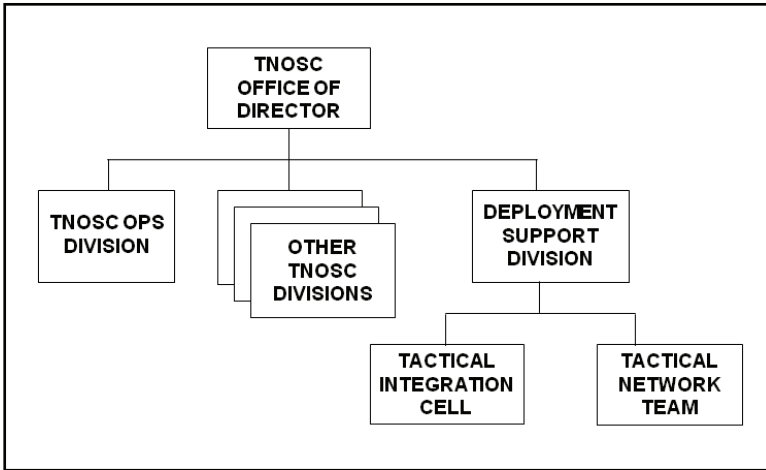 TNOSC
OFFICE OF
DIRECTOR
TNOSC OPS
DIVISION
OTHER
TNOSC
DIVISIONS
DEPLOYMENT
SUPPORT
DIVISION
TACTICAL
INTEGRATION
CELL
TACTICAL
NETWORK
TEAM